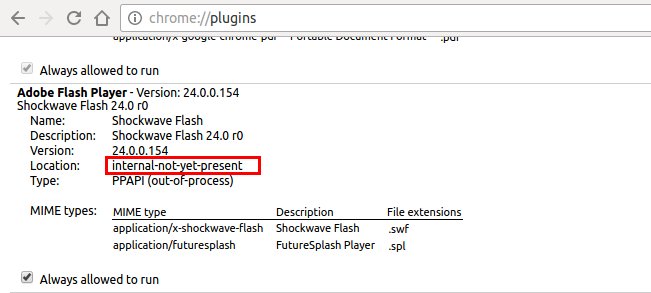 chrome://plugins
application/x-google-chrome-pdf Portable Document Format .pdf
Always allowed to run
Adobe Flash Player - Version: 24.0.0.154
Shockwave Flash 24.0 r0
Name: Shockwave Flash
Description: Shockwave Flash 24.0 r0
Version: 24.0.0.154
Location: internal-not-yet-present
Type: PPAPI (out-of-process)
MIME types: MIME type Description File extensions
application/x-shockwave-flash Shockwave Flash .swf
application/futuresplash FutureSplash Player .spl
Always allowed to run